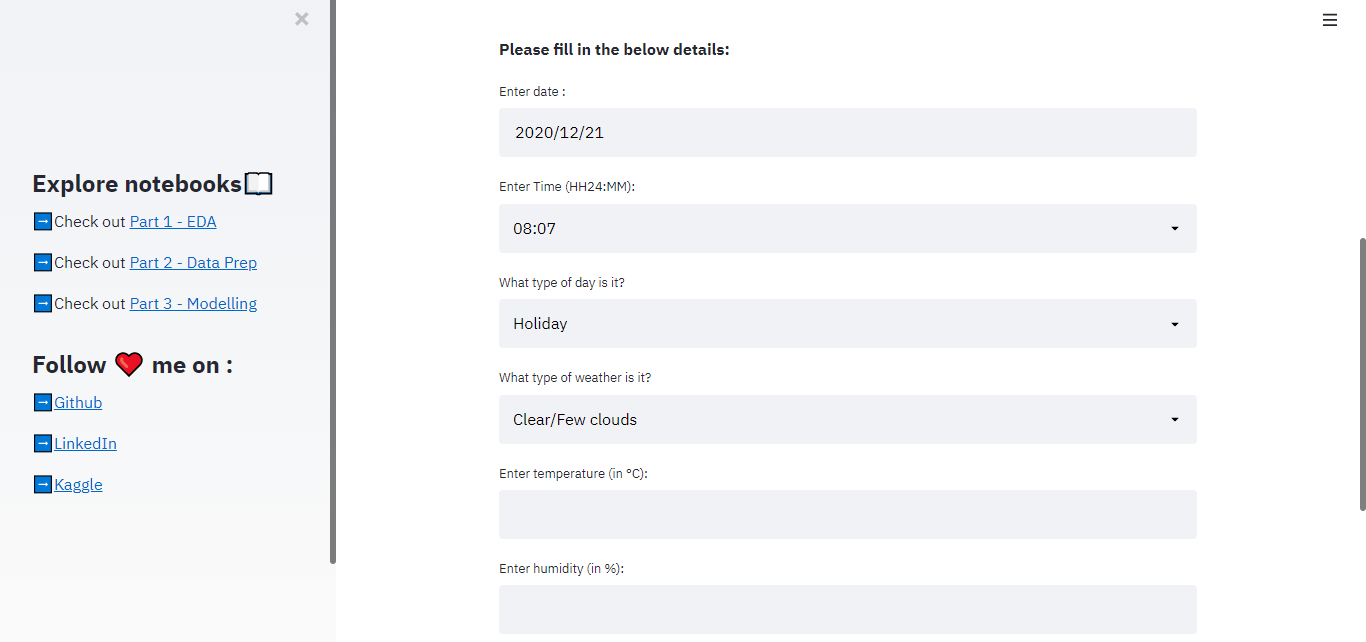 Explore notebooks
Check out Part 1 - EDA
Check out Part 2 - Data Prep
Check out Part 3 - Modelling
Follow ❤️ me on :
Github
LinkedIn
Kaggle
Please fill in the below details:
Enter date :
2020/12/21
Enter Time (HH24:MM):
08:07
What type of day is it?
Holiday
What type of weather is it?
Clear/Few clouds
Enter temperature (in °C):
Enter humidity (in %):